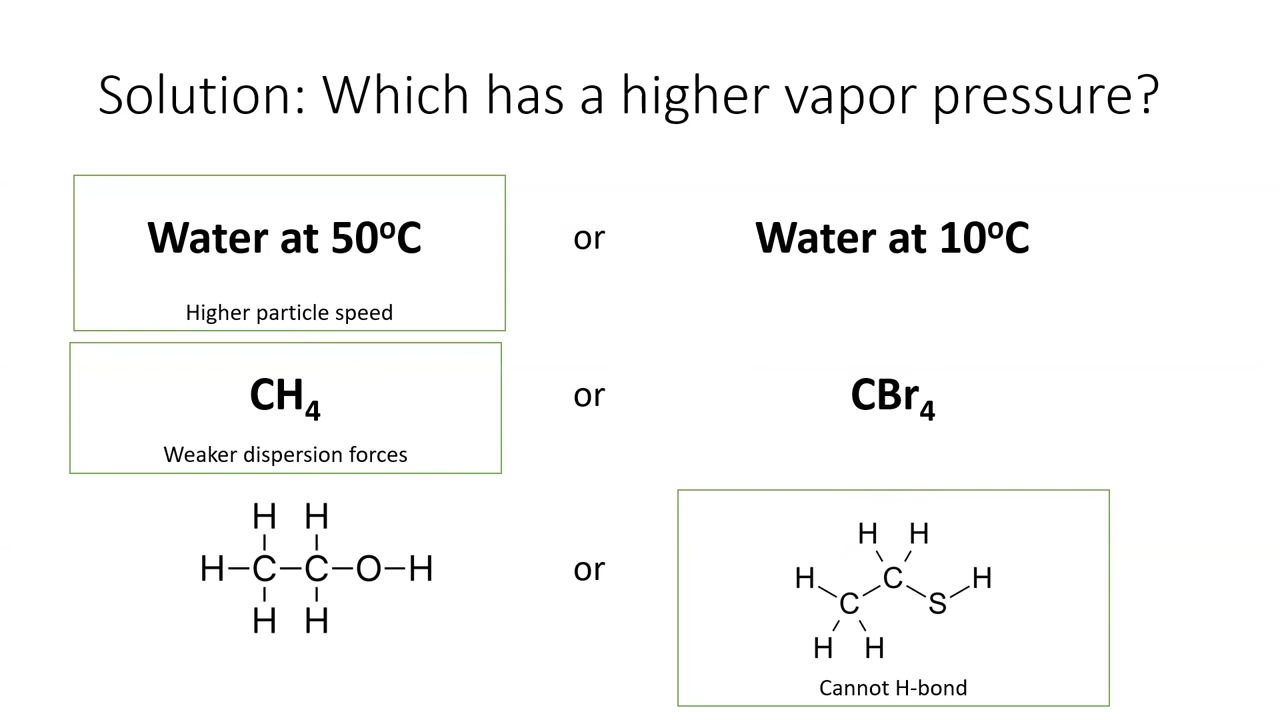 Solution: Which has a higher vapor pressure?
Water at 50ºC or Water at 10ºC
Higher particle speed
CH₄ or CBr₄
Weaker dispersion forces
H H
H–C–C–O–H
H H
or
H H
H C H
C S
H H
Cannot H-bond